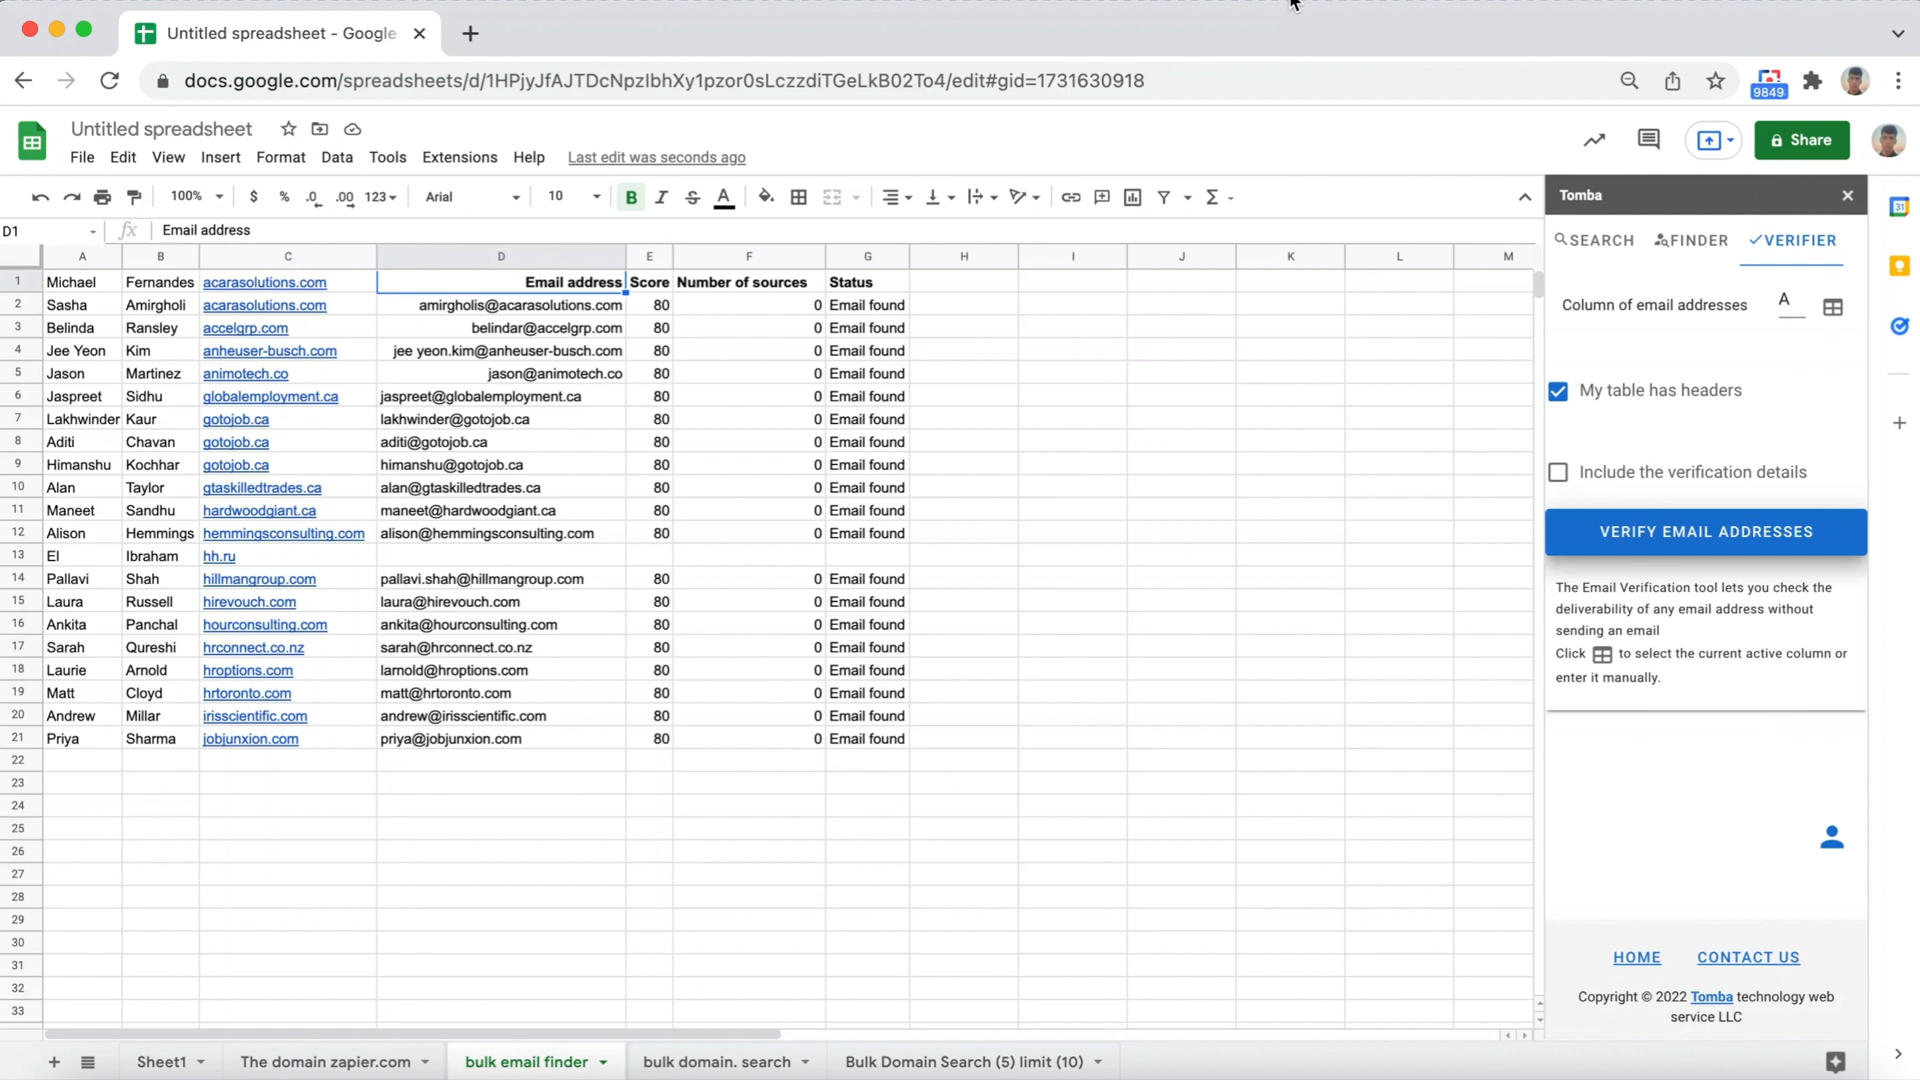 Untitled spreadsheet - Google
docs.google.com/spreadsheets/d/1HPjyJfAJTDcNpzIbhXy1pzor0sLczzdiTGeLkB02To4/edit#gid=1731630918
9849
Untitled spreadsheet
File Edit View Insert Format Data Tools Extensions Help Last edit was seconds ago
Share
100% $ % .0 .00 123 Arial 10 B I S A Σ
D1 fx Email address
A B C D E F G H I J K L M
1 Michael Fernandes acarasolutions.com Email address Score Number of sources Status
2 Sasha Amirgholi acarasolutions.com amirgholis@acarasolutions.com 80 0 Email found
3 Belinda Ransley accelgrp.com belindar@accelgrp.com 80 0 Email found
4 Jee Yeon Kim anheuser-busch.com jee yeon.kim@anheuser-busch.com 80 0 Email found
5 Jason Martinez animotech.co jason@animotech.co 80 0 Email found
6 Jaspreet Sidhu globalemployment.ca jaspreet@globalemployment.ca 80 0 Email found
7 Lakhwinder Kaur gotojob.ca lakhwinder@gotojob.ca 80 0 Email found
8 Aditi Chavan gotojob.ca aditi@gotojob.ca 80 0 Email found
9 Himanshu Kochhar gotojob.ca himanshu@gotojob.ca 80 0 Email found
10 Alan Taylor gtaskilledtrades.ca alan@gtaskilledtrades.ca 80 0 Email found
11 Maneet Sandhu hardwoodgiant.ca maneet@hardwoodgiant.ca 80 0 Email found
12 Alison Hemmings hemmingsconsulting.com alison@hemmingsconsulting.com 80 0 Email found
13 El Ibraham hh.ru
14 Pallavi Shah hillmangroup.com pallavi.shah@hillmangroup.com 80 0 Email found
15 Laura Russell hirevouch.com laura@hirevouch.com 80 0 Email found
16 Ankita Panchal hourconsulting.com ankita@hourconsulting.com 80 0 Email found
17 Sarah Qureshi hrconnect.co.nz sarah@hrconnect.co.nz 80 0 Email found
18 Laurie Arnold hroptions.com larnold@hroptions.com 80 0 Email found
19 Matt Cloyd hrtoronto.com matt@hrtoronto.com 80 0 Email found
20 Andrew Millar irisscientific.com andrew@irisscientific.com 80 0 Email found
21 Priya Sharma jobjunxion.com priya@jobjunxion.com 80 0 Email found
22
23
24
25
26
27
28
29
30
31
32
33
+ Sheet1 The domain zapier.com bulk email finder bulk domain. search Bulk Domain Search (5) limit (10)
Tomba
SEARCH FINDER VERIFIER
Column of email addresses A
My table has headers
Include the verification details
VERIFY EMAIL ADDRESSES
The Email Verification tool lets you check the
deliverability of any email address without
sending an email
Click to select the current active column or
enter it manually.
HOME CONTACT US
Copyright © 2022 Tomba technology web
service LLC
31